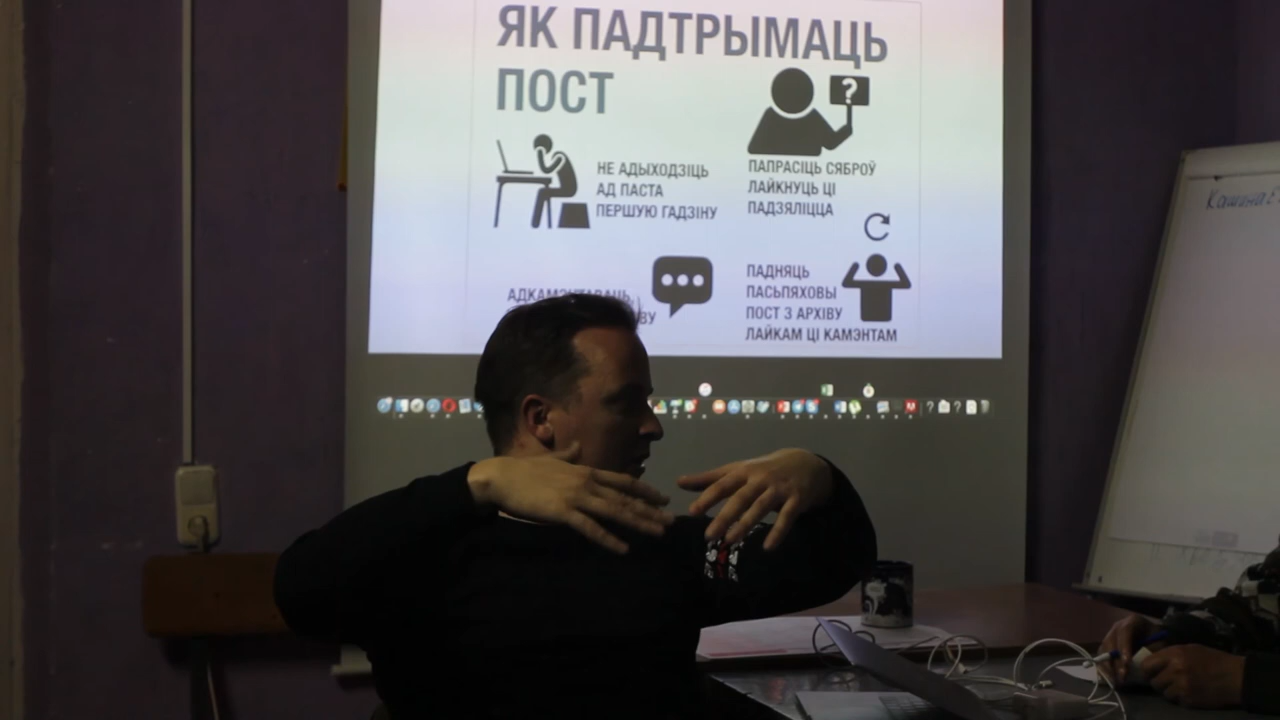 ЯК ПАДТРЫМАЦЬ
ПОСТ
?
НЕ АДЫХОДЗІЦЬ
АД ПАСТА
ПЕРШУЮ ГАДЗІНУ
ПАПРАСІЦЬ СЯБРОЎ
ЛАЙКНУЦЬ ЦІ
ПАДЗЯЛІЦЦА
АДКАМЭНТАВАЦЬ
ПАДНЯЦЬ
ПАСЬПЯХОВЫ
ПОСТ З АРХІВУ
ЛАЙКАМ ЦІ КАМЭНТАМ